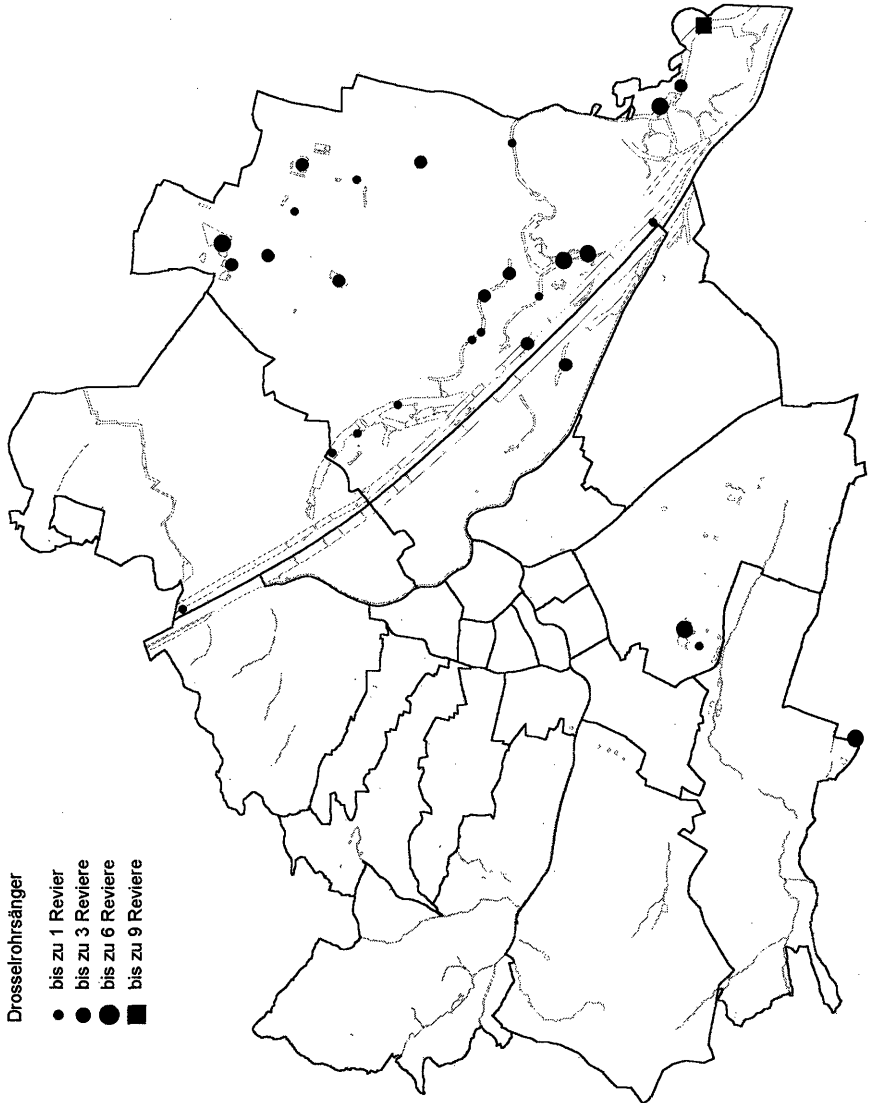 Drosselrohrsänger
bis zu 1 Revier
bis zu 3 Reviere
bis zu 6 Reviere
bis zu 9 Reviere